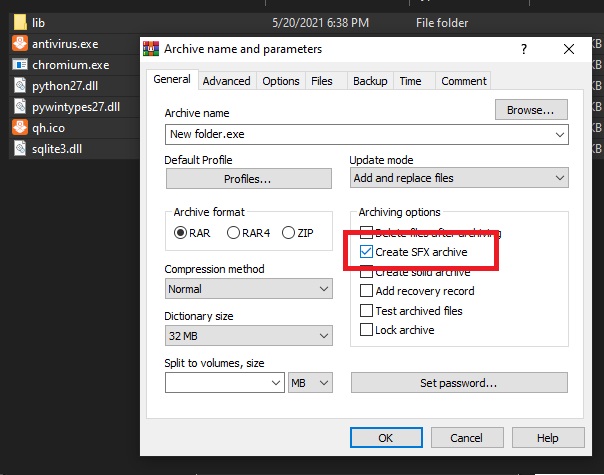 lib 5/20/2021 6:38 PM File folder
antivirus.exe
chromium.exe
python27.dll
pywintypes27.dll
qh.ico
sqlite3.dll
KB
KB
KB
KB
KB
KB
Archive name and parameters
General Advanced Options Files Backup Time Comment
Archive name
Browse...
New folder.exe
Default Profile
Profiles...
Update mode
Add and replace files
Archive format
RAR RAR4 ZIP
Compression method
Normal
Dictionary size
32 MB
Split to volumes, size
MB
Archiving options
Delete files after archiving
Create SFX archive
Create solid archive
Add recovery record
Test archived files
Lock archive
Set password...
OK Cancel Help